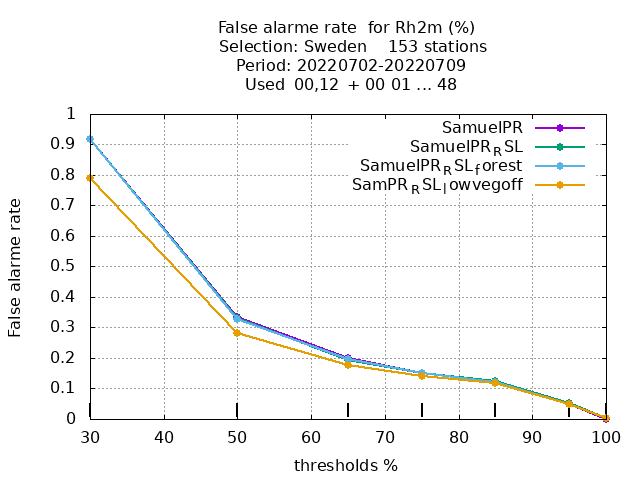 False alarme rate  for Rh2m (%)
Selection: Sweden    153 stations
Period: 20220702-20220709
Used  00,12  + 00 01 ... 48
1
0.9
0.8
0.7
0.6
0.5
0.4
0.3
0.2
0.1
0
False alarme rate
SamuelPR
SamuelPR_RSL
SamuelPR_RSL_forest
SamPR_RSL_lowvegoff
30 40 50 60 70 80 90 100
thresholds %